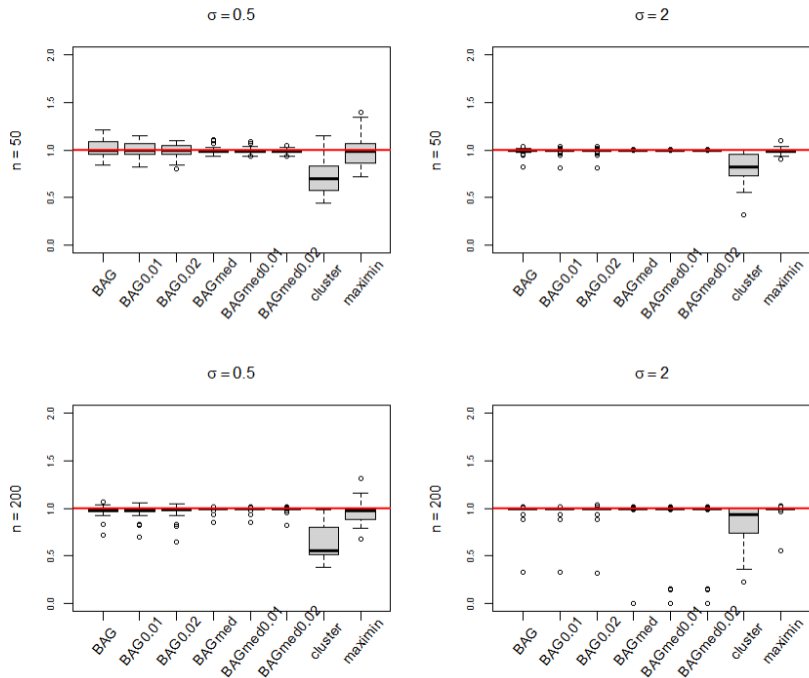 σ = 0.5
n = 50
2.0
1.5
1.0
0.5
0.0
BAG
BAG0.01
BAG0.02
BAGmed
BAGmed0.01
BAGmed0.02
cluster
maximin
σ = 2
n = 50
2.0
1.5
1.0
0.5
0.0
BAG
BAG0.01
BAG0.02
BAGmed
BAGmed0.01
BAGmed0.02
cluster
maximin
σ = 0.5
n = 200
2.0
1.5
1.0
0.5
0.0
BAG
BAG0.01
BAG0.02
BAGmed
BAGmed0.01
BAGmed0.02
cluster
maximin
σ = 2
n = 200
2.0
1.5
1.0
0.5
0.0
BAG
BAG0.01
BAG0.02
BAGmed
BAGmed0.01
BAGmed0.02
cluster
maximin